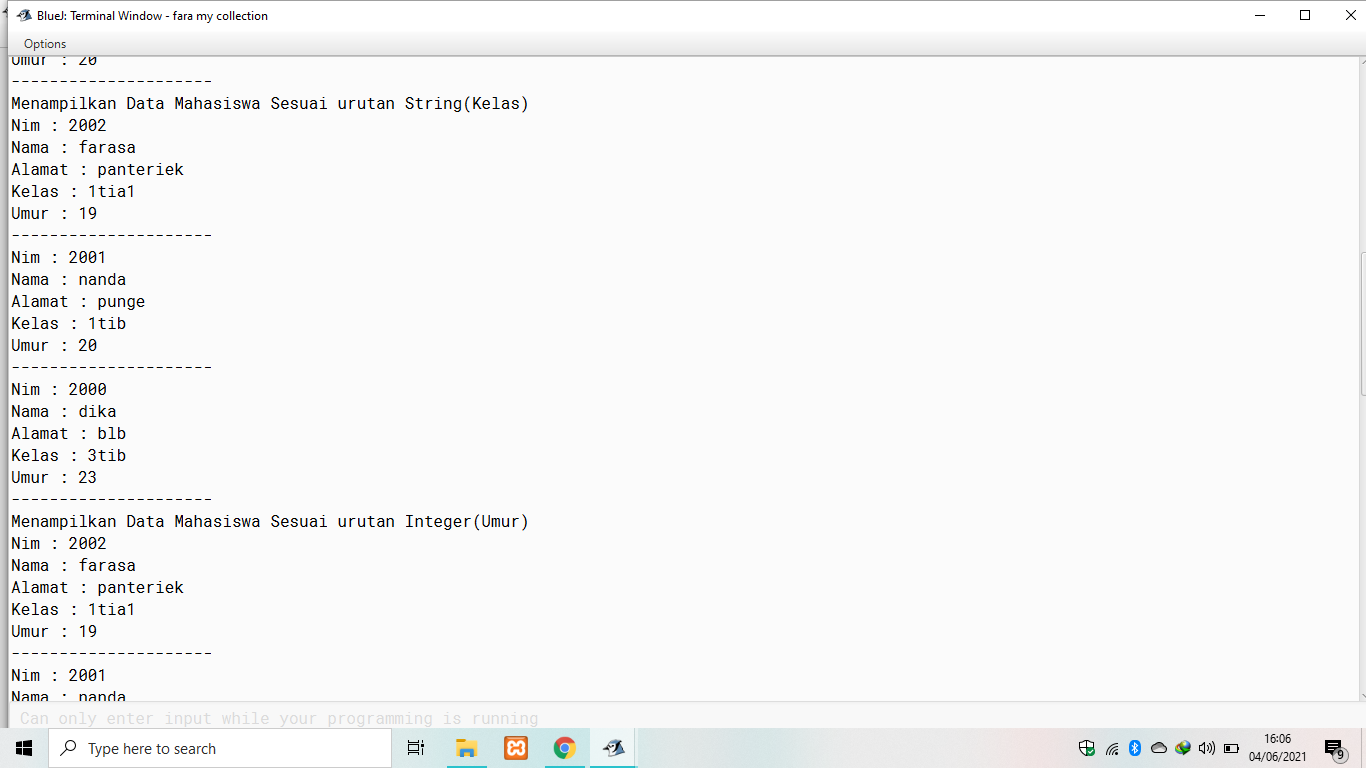 BlueJ: Terminal Window - fara my collection
Options
Umur : 20
---------------------
Menampilkan Data Mahasiswa Sesuai urutan String(Kelas)
Nim : 2002
Nama : farasa
Alamat : panteriek
Kelas : 1tia1
Umur : 19
---------------------
Nim : 2001
Nama : nanda
Alamat : punge
Kelas : 1tib
Umur : 20
---------------------
Nim : 2000
Nama : dika
Alamat : blb
Kelas : 3tib
Umur : 23
---------------------
Menampilkan Data Mahasiswa Sesuai urutan Integer(Umur)
Nim : 2002
Nama : farasa
Alamat : panteriek
Kelas : 1tia1
Umur : 19
---------------------
Nim : 2001
Nama : nanda
Can only enter input while your programming is running
Type here to search
16:06
04/06/2021
9